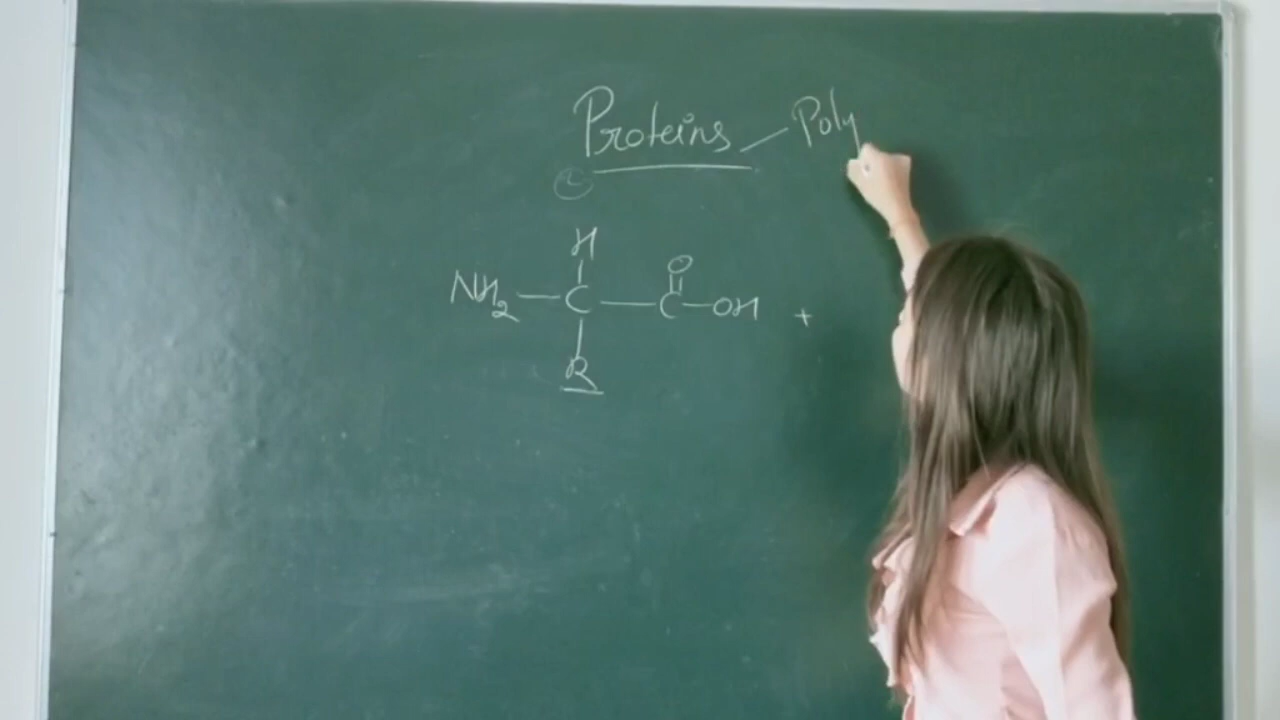 Proteins — Poly
H
O
NH₂ — C — C — OH +
R